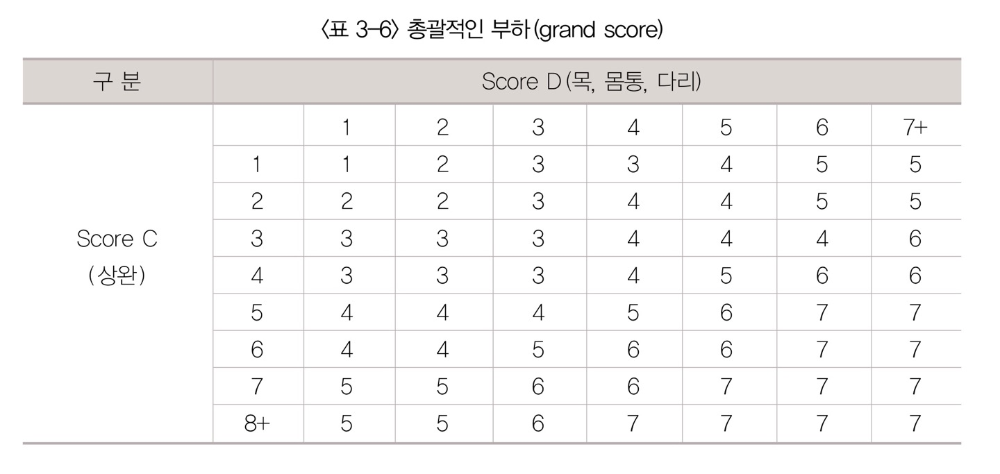 <표 3-6> 총괄적인 부하(grand score)
구 분 Score D(목, 몸통, 다리)
1 2 3 4 5 6 7+
1 1 2 3 3 4 5 5
2 2 2 3 4 4 5 5
Score C 3 3 3 3 4 4 4 6
(상완) 4 3 3 3 4 5 6 6
5 4 4 4 5 6 7 7
6 4 4 5 6 6 7 7
7 5 5 6 6 7 7 7
8+ 5 5 6 7 7 7 7